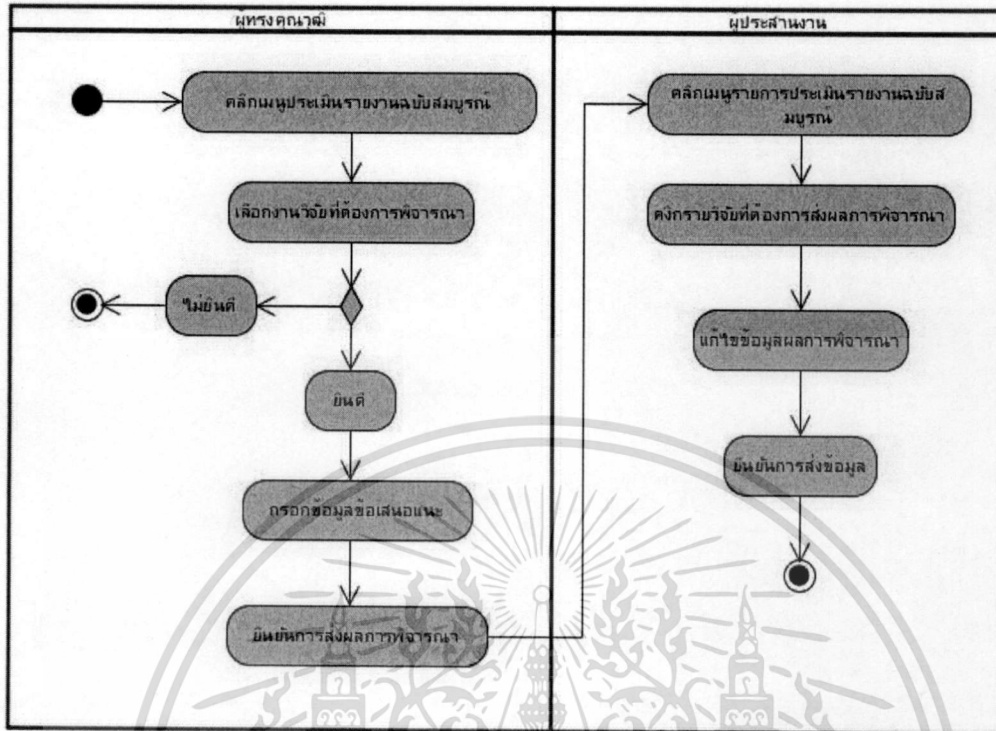 ผู้ทรงคุณวุฒิ
ผู้ประสานงาน
คลิกเมนูประเมินรายงานฉบับสมบูรณ์
เลือกงานวิจัยที่ต้องการพิจารณา
ไม่ยินดี
ยินดี
กรอกข้อมูลข้อเสนอแนะ
ยืนยันการส่งผลการพิจารณา
คลิกเมนูรายการประเมินรายงานฉบับส
มบูรณ์
คงิกรายวิจัยที่ต้องการส่งผลการพิจารณา
แก้ไขข้อมูลผลการพิจารณา
ยืนยันการส่งข้อมูล